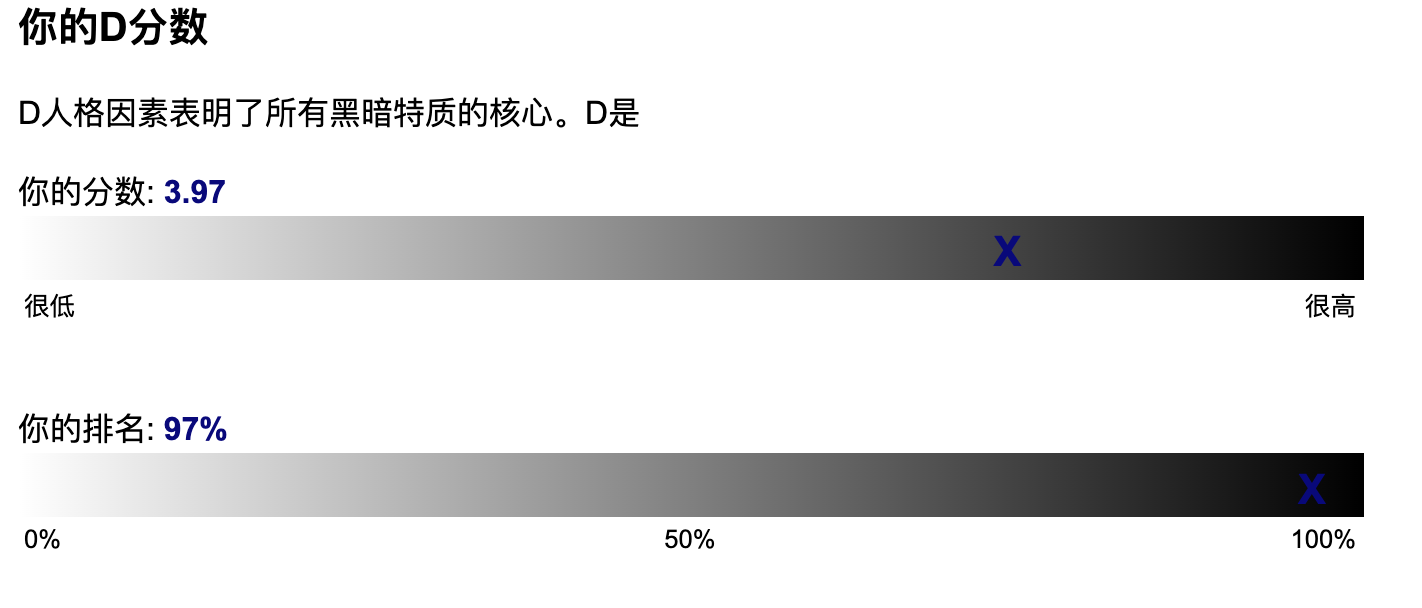 你的D分数
D人格因素表明了所有黑暗特质的核心。D是
你的分数: 3.97
X
很低 很高
你的排名: 97%
X
0% 50% 100%